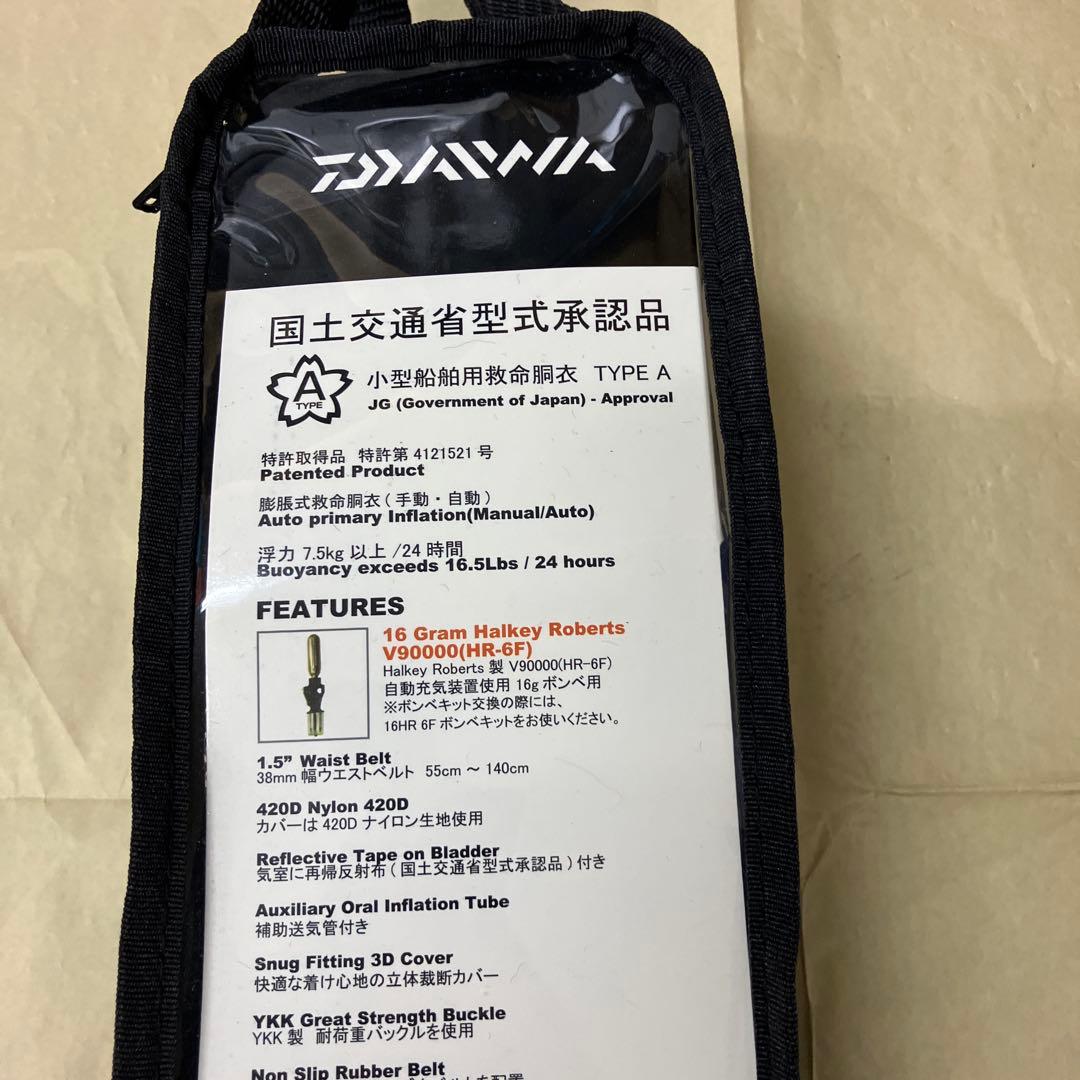 DAIWA
国土交通省型式承認品
A
TYPE
小型船舶用救命胴衣 TYPE A
JG (Government of Japan) - Approval
特許取得品 特許第 4121521 号
Patented Product
膨脹式救命胴衣 ( 手動・自動 )
Auto primary Inflation(Manual/Auto)
浮力 7.5kg 以上 /24 時間
Buoyancy exceeds 16.5Lbs / 24 hours
FEATURES
16 Gram Halkey Roberts
V90000(HR-6F)
Halkey Roberts 製 V90000(HR-6F)
自動充気装置使用 16g ボンベ用
※ボンベキット交換の際には、
16HR 6F ボンベキットをお使いください。
1.5” Waist Belt
38mm 幅ウエストベルト 55cm ～ 140cm
420D Nylon 420D
カバーは 420D ナイロン生地使用
Reflective Tape on Bladder
気室に再帰反射布 ( 国土交通省型式承認品 ) 付き
Auxiliary Oral Inflation Tube
補助送気管付き
Snug Fitting 3D Cover
快適な着け心地の立体裁断カバー
YKK Great Strength Buckle
YKK 製 耐荷重バックルを使用
Non Slip Rubber Belt